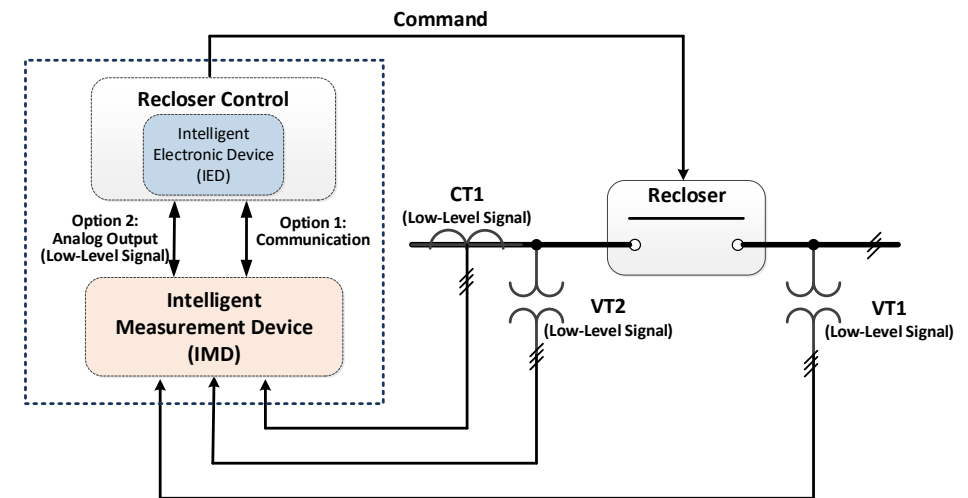 Command
Recloser Control
Intelligent
Electronic Device
(IED)
Option 2:
Analog Output
(Low-Level Signal)
Option 1:
Communication
Intelligent
Measurement Device
(IMD)
CT1
(Low-Level Signal)
Recloser
VT2
(Low-Level Signal)
VT1
(Low-Level Signal)